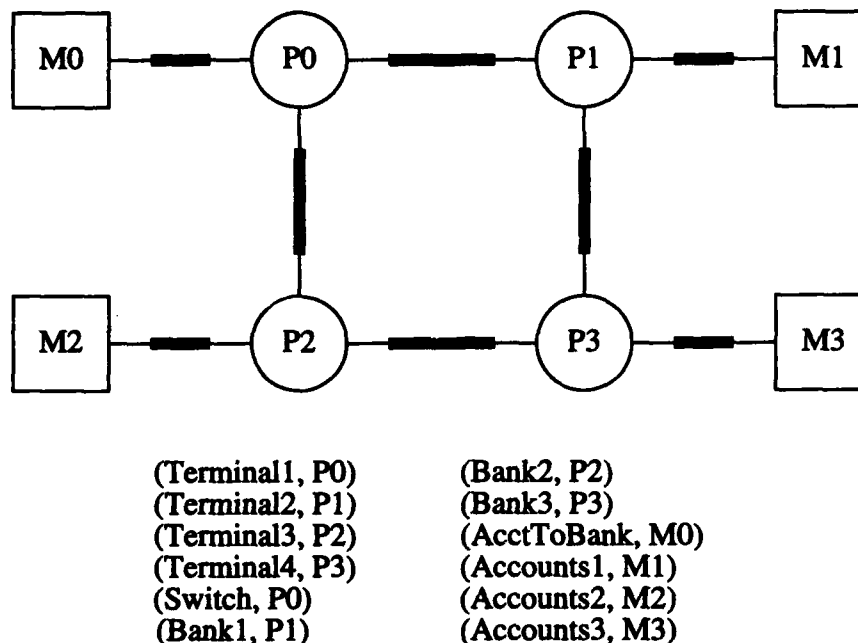 M0 P0 P1 M1
M2 P2 P3 M3
(Terminal1, P0)
(Terminal2, P1)
(Terminal3, P2)
(Terminal4, P3)
(Switch, P0)
(Bank1, P1)
(Bank2, P2)
(Bank3, P3)
(AcctToBank, M0)
(Accounts1, M1)
(Accounts2, M2)
(Accounts3, M3)